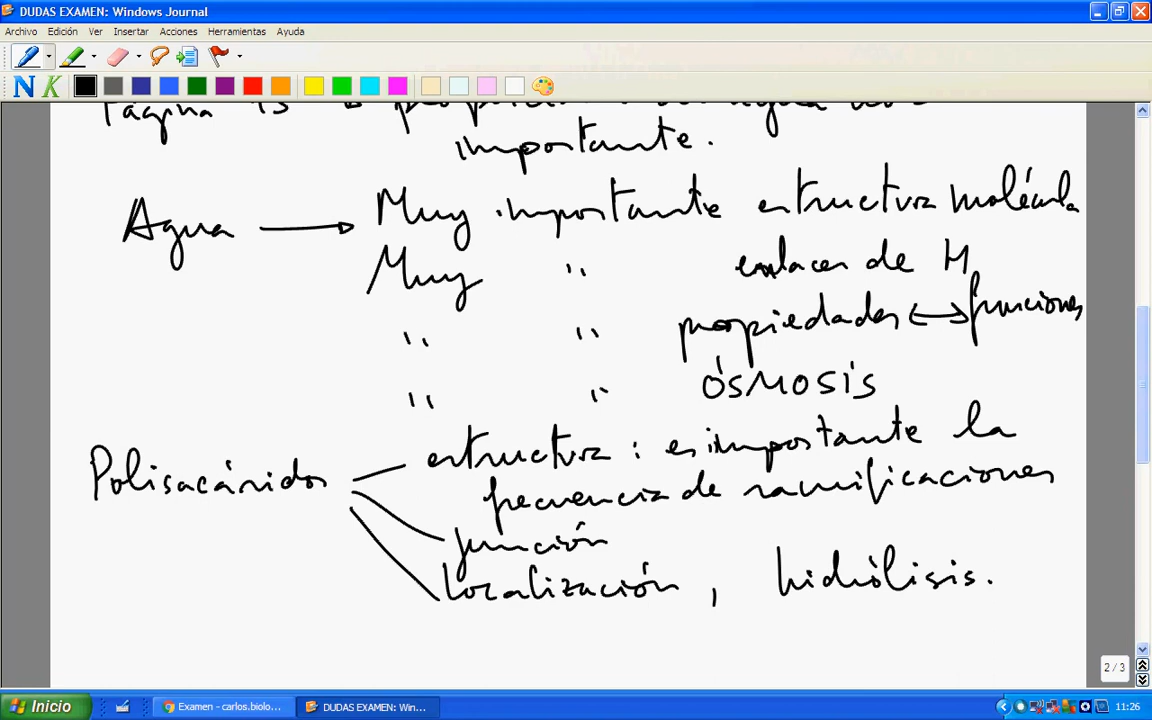 DUDAS EXAMEN: Windows Journal
Archivo Edición Ver Insertar Acciones Herramientas Ayuda
N K
Página
importante.
Agua → Muy importante estructura molécula
Muy " enlaces de H
" " propiedades ↔ funciones
" " ósmosis
Polisacáridos estructura : es importante la
frecuencia de ramificaciones
función
localización , hidrólisis.
2 / 3
Inicio Examen - carlos.biolo... DUDAS EXAMEN: Win... 11:26